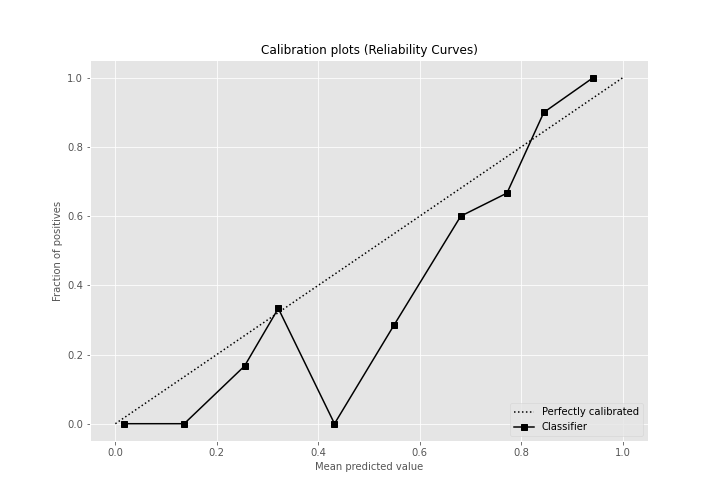 Calibration plots (Reliability Curves)
1.0
0.8
0.6
0.4
0.2
0.0
Fraction of positives
0.0 0.2 0.4 0.6 0.8 1.0
Mean predicted value
Perfectly calibrated
Classifier